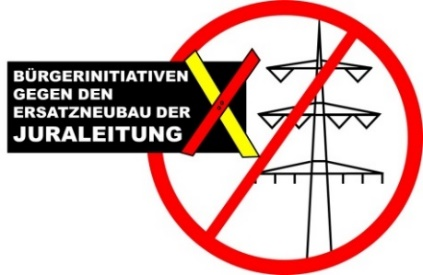 BÜRGERINITIATIVEN
GEGEN DEN
ERSATZNEUBAU DER
JURALEITUNG